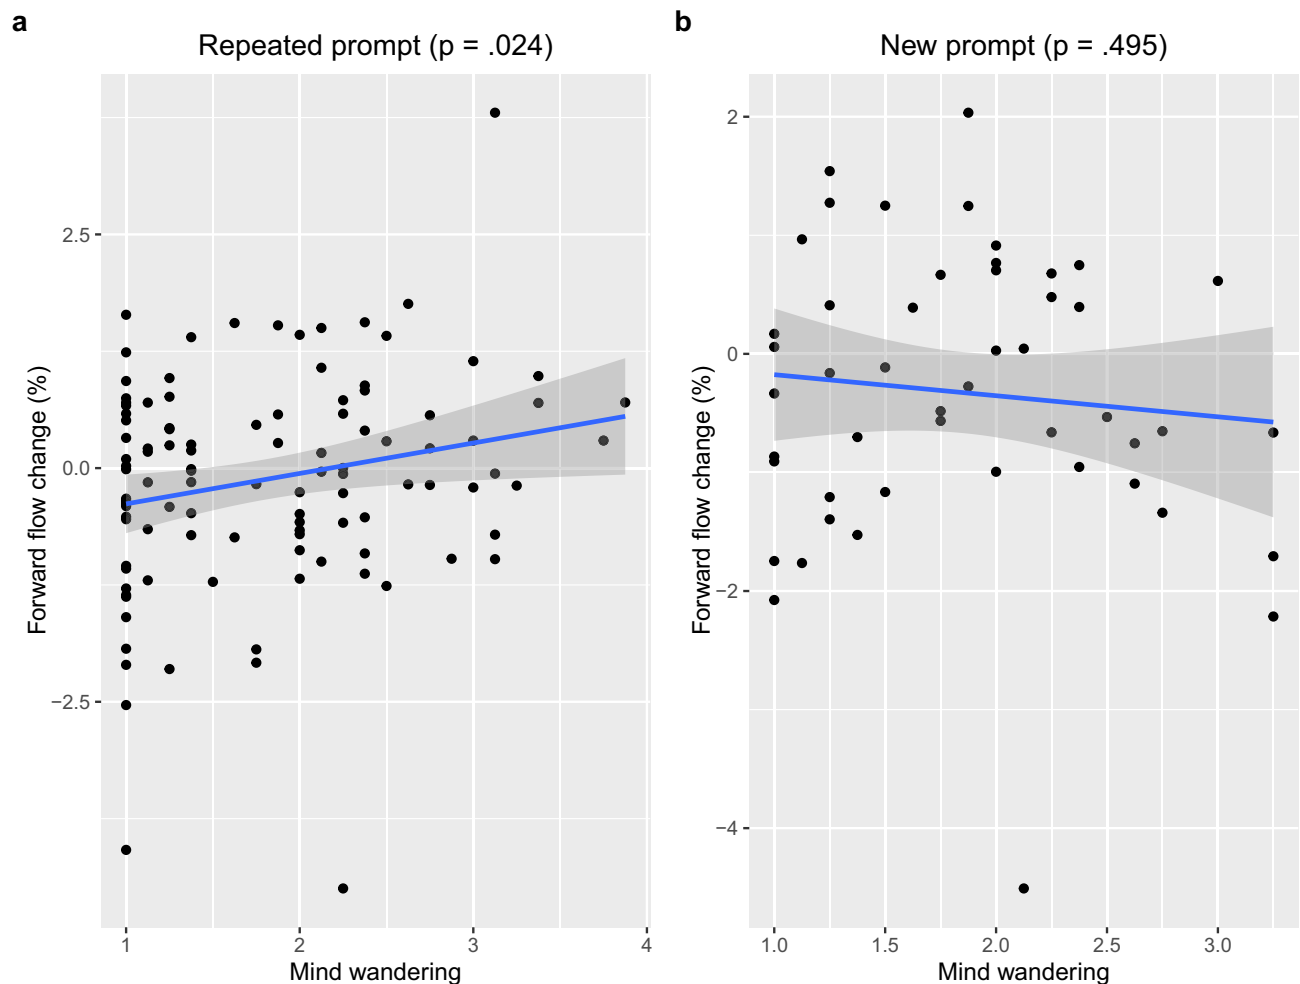 a
Repeated prompt (p = .024)
Forward flow change (%)
2.5
0.0
−2.5
1 2 3 4
Mind wandering
b
New prompt (p = .495)
Forward flow change (%)
2
0
−2
−4
1.0 1.5 2.0 2.5 3.0
Mind wandering